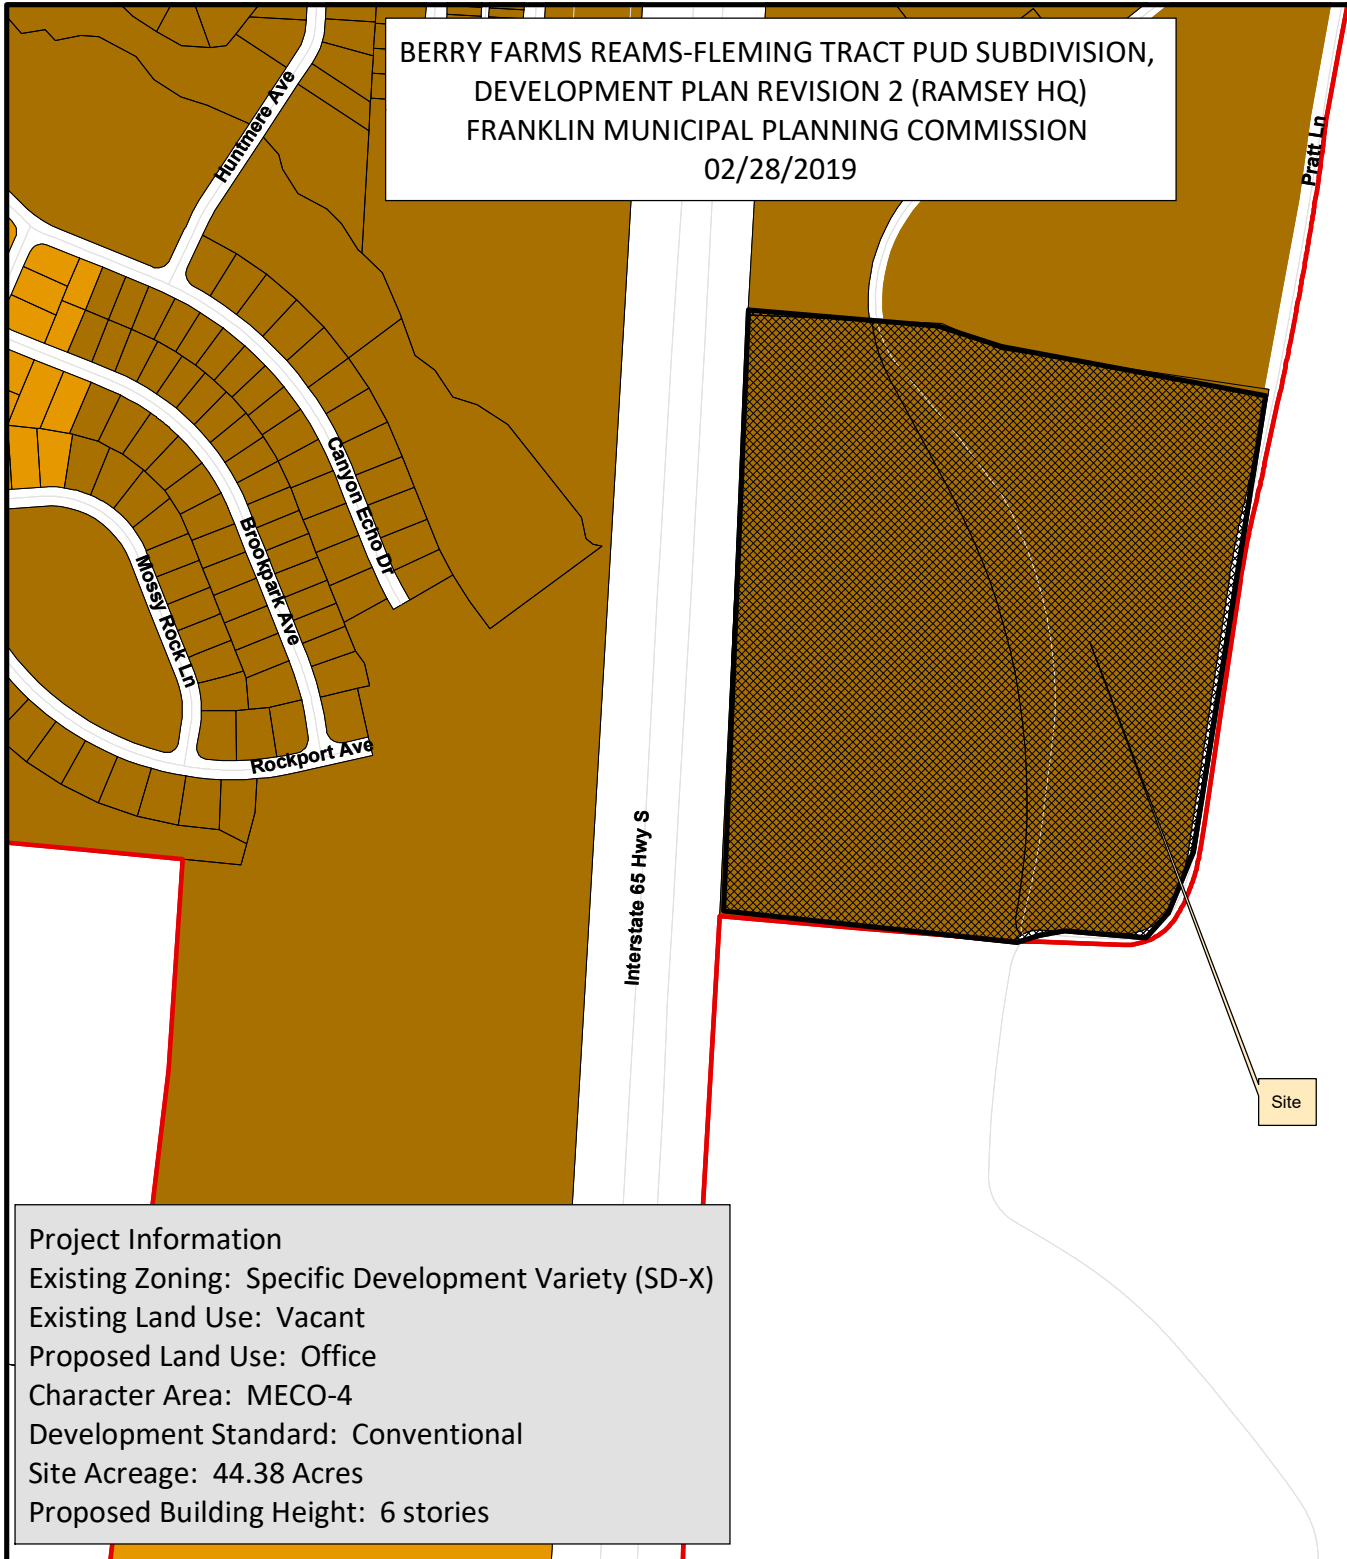 BERRY FARMS REAMS-FLEMING TRACT PUD SUBDIVISION,
DEVELOPMENT PLAN REVISION 2 (RAMSEY HQ)
FRANKLIN MUNICIPAL PLANNING COMMISSION
02/28/2019
Huntmere Ave
Pratt Ln
Canyon Echo Dr
Brookpark Ave
Mossy Rock Ln
Rockport Ave
Interstate 65 Hwy S
Site
Project Information
Existing Zoning: Specific Development Variety (SD-X)
Existing Land Use: Vacant
Proposed Land Use: Office
Character Area: MECO-4
Development Standard: Conventional
Site Acreage: 44.38 Acres
Proposed Building Height: 6 stories